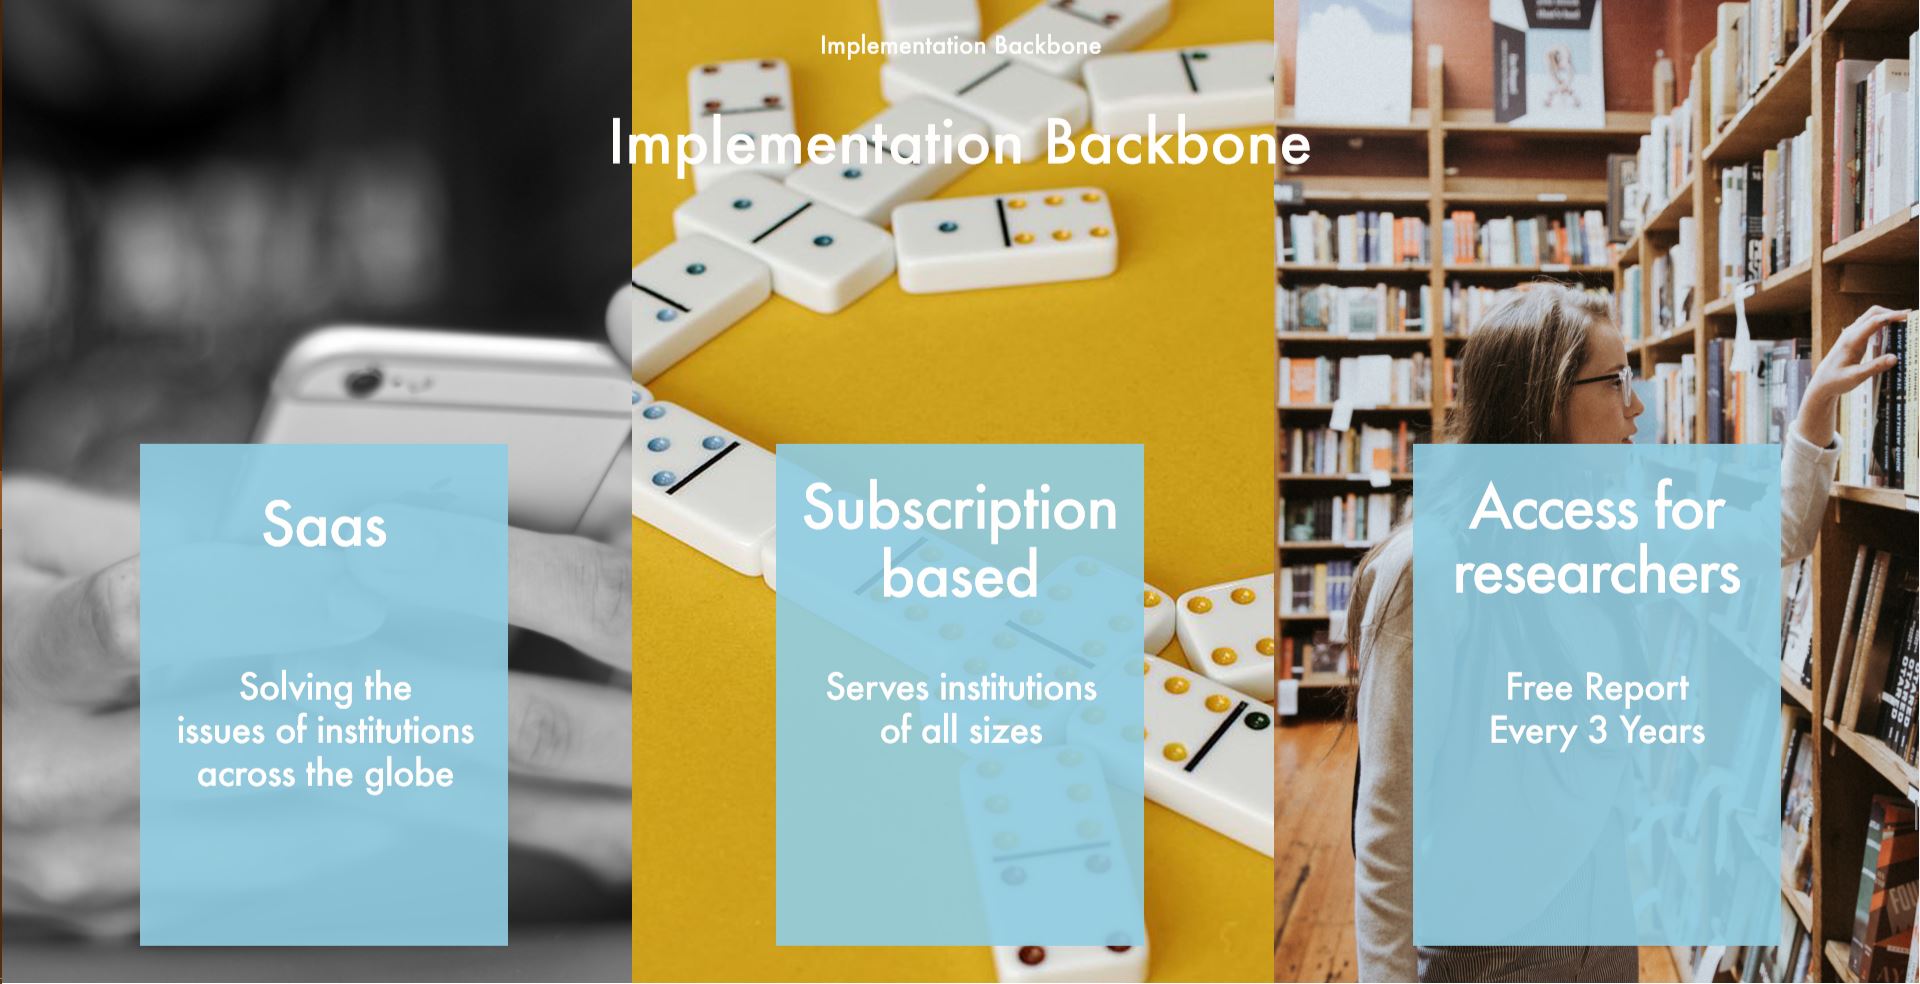 Implementation Backbone
Implementation Backbone
Saas
Solving the
issues of institutions
across the globe
Subscription
based
Serves institutions
of all sizes
Access for
researchers
Free Report
Every 3 Years